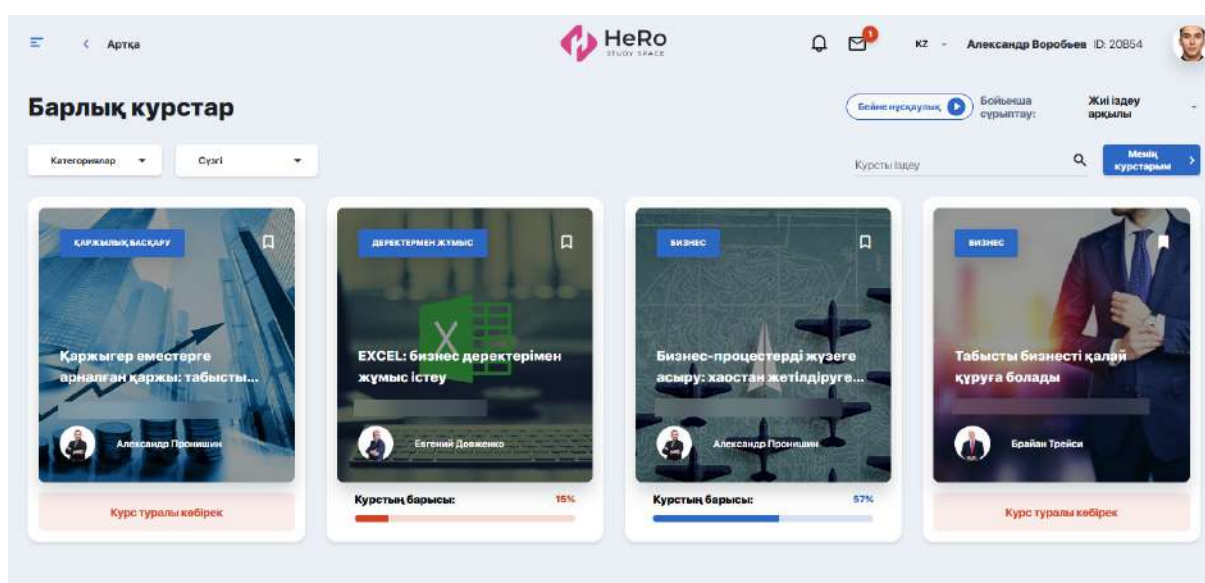 Артқа
HeRo
STUDY SPACE
1
KZ
Александр Воробьев ID: 20B54
Барлық курстар
Бейне нұсқаулық
Бойынша
сұрыптау:
Жиі іздеу
арқылы
Категориялар
Сүзгі
Курсты іздеу
Менің
курстарым
ҚАРЖЫЛЫҚ БАСҚАРУ
ДЕРЕКТЕРМЕН ЖҰМЫС
БИЗНЕС
БИЗНЕС
Қаржыгер еместерге
арналған қаржы: табысты...
EXCEL: бизнес деректерімен
жұмыс істеу
Бизнес-процестерді жүзеге
асыру: хаостан жетілдіруге...
Табысты бизнесті қалай
құруға болады
Александр Пронишин
Евгений Довженко
Александр Пронишин
Брайан Трейси
Курс туралы көбірек
Курстың барысы: 15%
Курстың барысы: 57%
Курс туралы көбірек